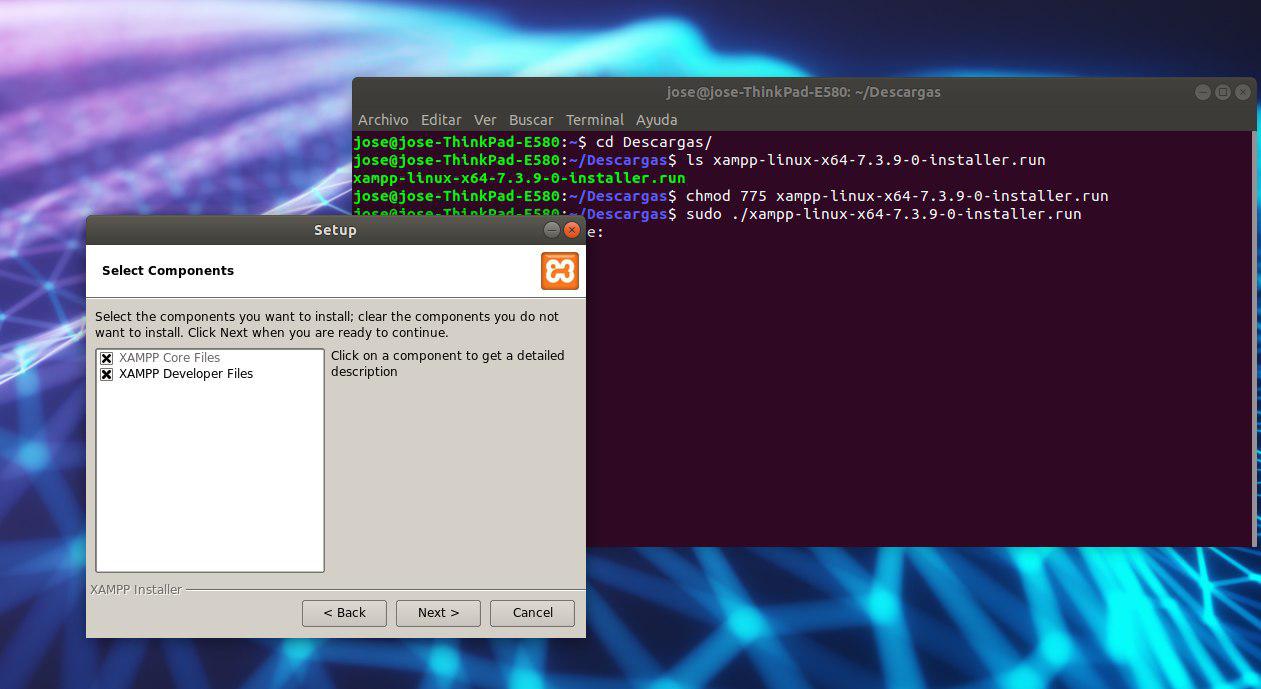 jose@jose-ThinkPad-E580: ~/Descargas
Archivo Editar Ver Buscar Terminal Ayuda
jose@jose-ThinkPad-E580:~$ cd Descargas/
jose@jose-ThinkPad-E580:~/Descargas$ ls xampp-linux-x64-7.3.9-0-installer.run
xampp-linux-x64-7.3.9-0-installer.run
jose@jose-ThinkPad-E580:~/Descargas$ chmod 775 xampp-linux-x64-7.3.9-0-installer.run
jose@jose-ThinkPad-E580:~/Descargas$ sudo ./xampp-linux-x64-7.3.9-0-installer.run
e:
Setup
Select Components
Select the components you want to install; clear the components you do not
want to install. Click Next when you are ready to continue.
XAMPP Core Files
XAMPP Developer Files
Click on a component to get a detailed
description
XAMPP Installer
< Back Next > Cancel